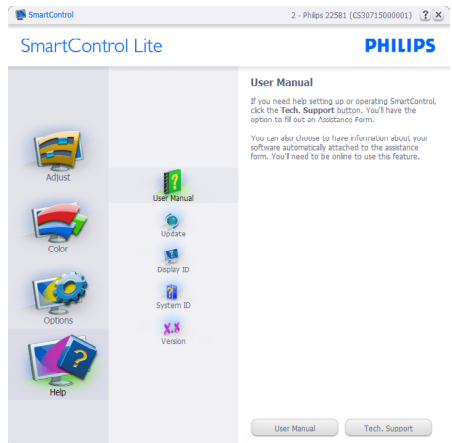 SmartControl
2 - Philips 225B1 (CS30715000001)
? X
SmartControl Lite
PHILIPS
Adjust
Color
Options
Help
User Manual
Update
Display ID
System ID
X.X
Version
User Manual
If you need help setting up or operating SmartControl,
click the Tech. Support button. You'll have the
option to fill out an Assistance Form.
You can also choose to have information about your
software automatically attached to the assistance
form. You'll need to be online to use this feature.
User Manual
Tech. Support